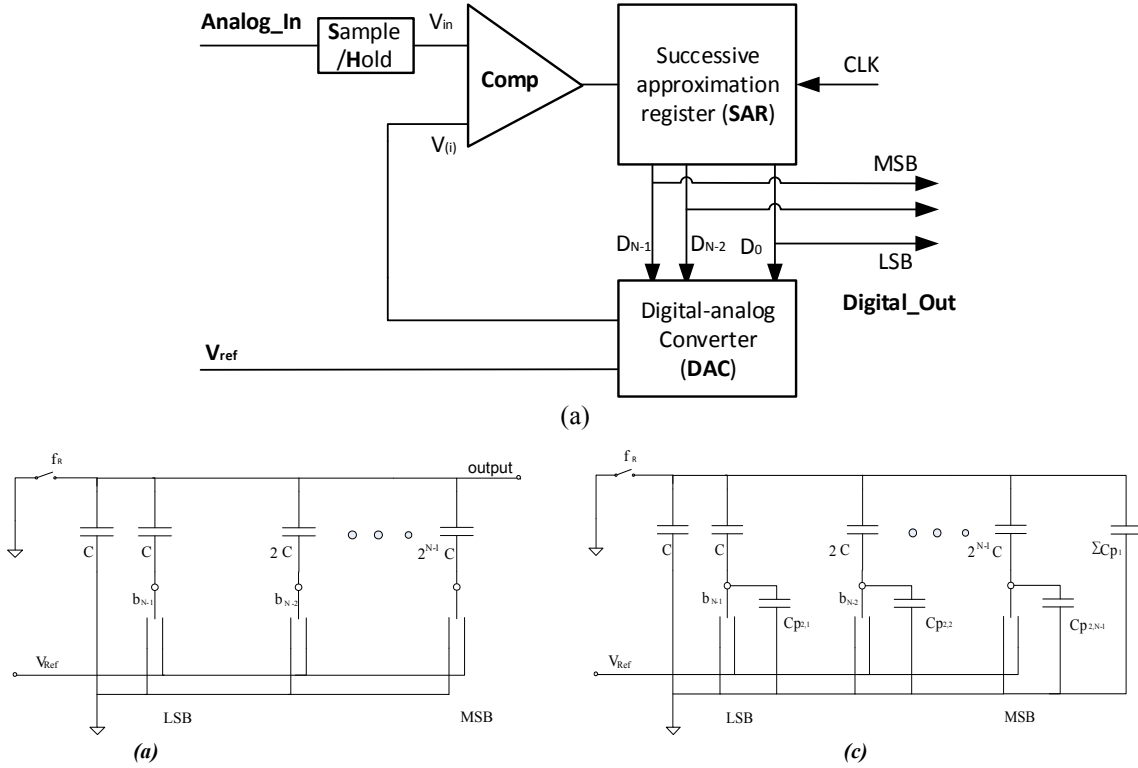 Analog_In
Sample
/Hold
Vin
Comp
V(i)
Successive
approximation
register (SAR)
CLK
MSB
LSB
DN-1
DN-2
D0
Digital_Out
Digital-analog
Converter
(DAC)
Vref
(a)
fR
output
C
C
2 C
2N-1 C
bN-1
bN-2
VRef
LSB
MSB
(a)
fR
C
C
2 C
2N-1 C
ΣCp1
bN-1
bN-2
Cp2,1
Cp2,2
Cp2,N-1
VRef
LSB
MSB
(c)